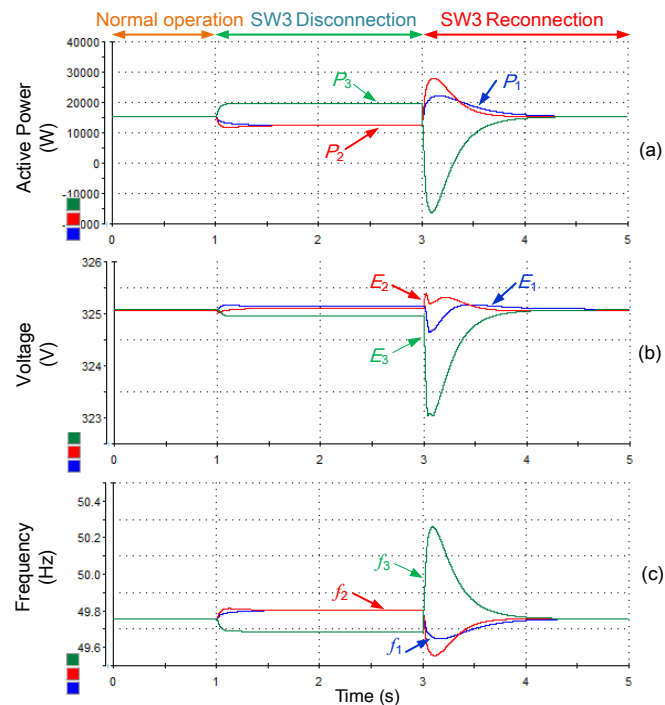 Normal operation SW3 Disconnection SW3 Reconnection
40000
30000
20000
10000
0
-10000
Active Power
(W)
P3
P2
P1
(a)
0 1 2 3 4 5
326
325
324
323
Voltage
(V)
E2
E1
E3
(b)
0 1 2 3 4 5
50.4
50.2
50.0
49.8
49.6
Frequency
(Hz)
f3
f2
f1
(c)
0 1 2 3 4 5
Time (s)